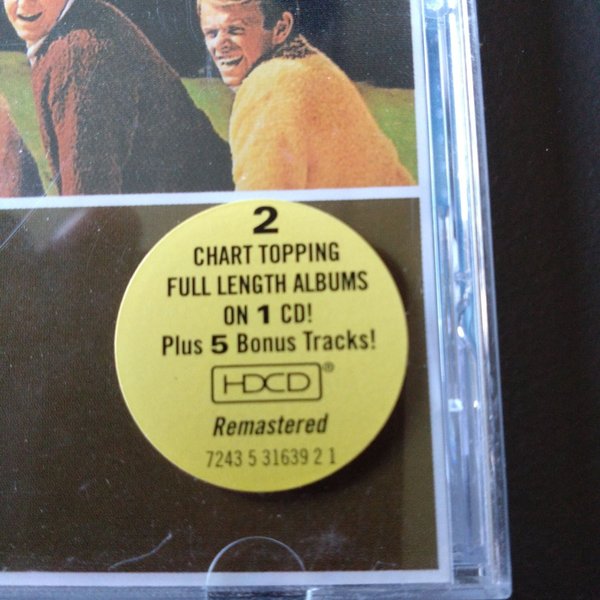 2
CHART TOPPING
FULL LENGTH ALBUMS
ON 1 CD!
Plus 5 Bonus Tracks!
HDCD®
Remastered
7243 5 31639 2 1